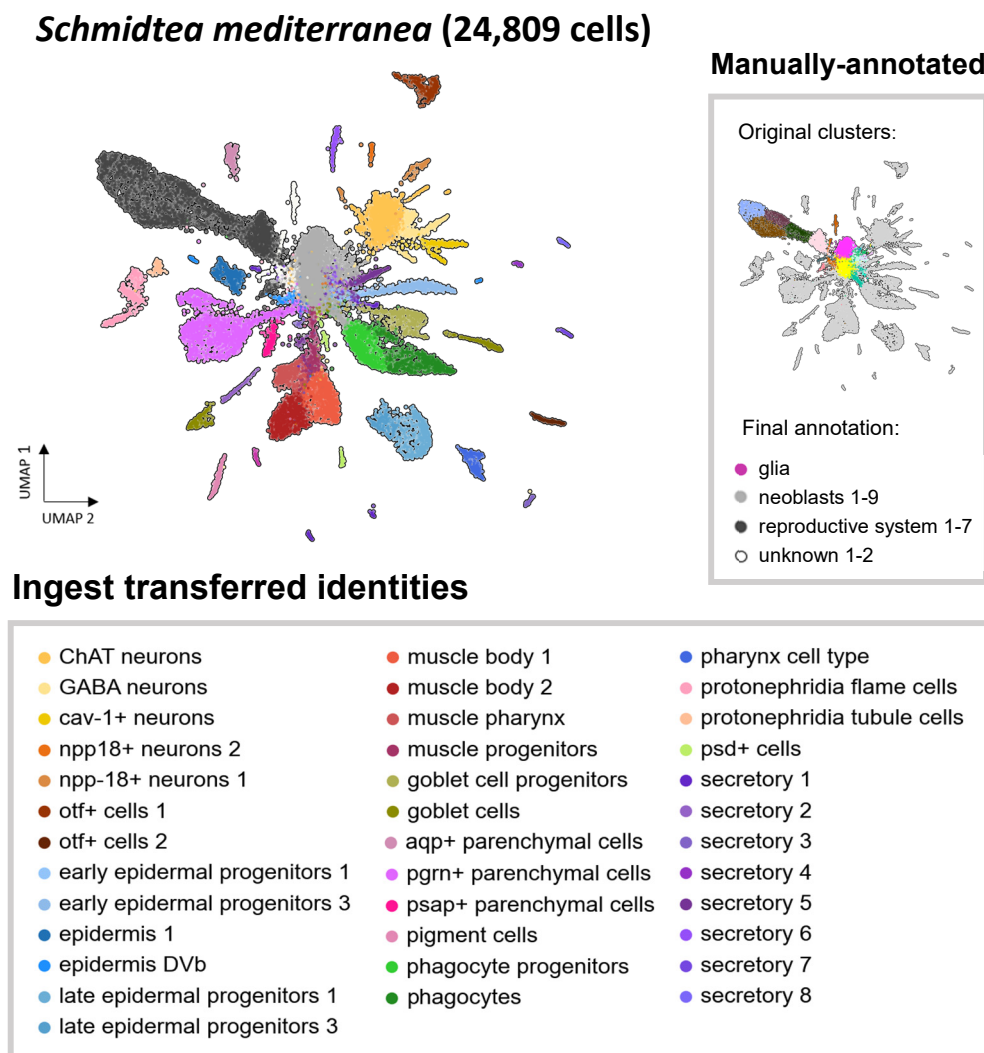 Schmidtea mediterranea (24,809 cells)
Manually-annotated
Original clusters:
Final annotation:
glia
neoblasts 1-9
reproductive system 1-7
unknown 1-2
UMAP 1
UMAP 2
Ingest transferred identities
ChAT neurons
GABA neurons
cav-1+ neurons
npp18+ neurons 2
npp-18+ neurons 1
otf+ cells 1
otf+ cells 2
early epidermal progenitors 1
early epidermal progenitors 3
epidermis 1
epidermis DVb
late epidermal progenitors 1
late epidermal progenitors 3
muscle body 1
muscle body 2
muscle pharynx
muscle progenitors
goblet cell progenitors
goblet cells
aqp+ parenchymal cells
pgrn+ parenchymal cells
psap+ parenchymal cells
pigment cells
phagocyte progenitors
phagocytes
pharynx cell type
protonephridia flame cells
protonephridia tubule cells
psd+ cells
secretory 1
secretory 2
secretory 3
secretory 4
secretory 5
secretory 6
secretory 7
secretory 8